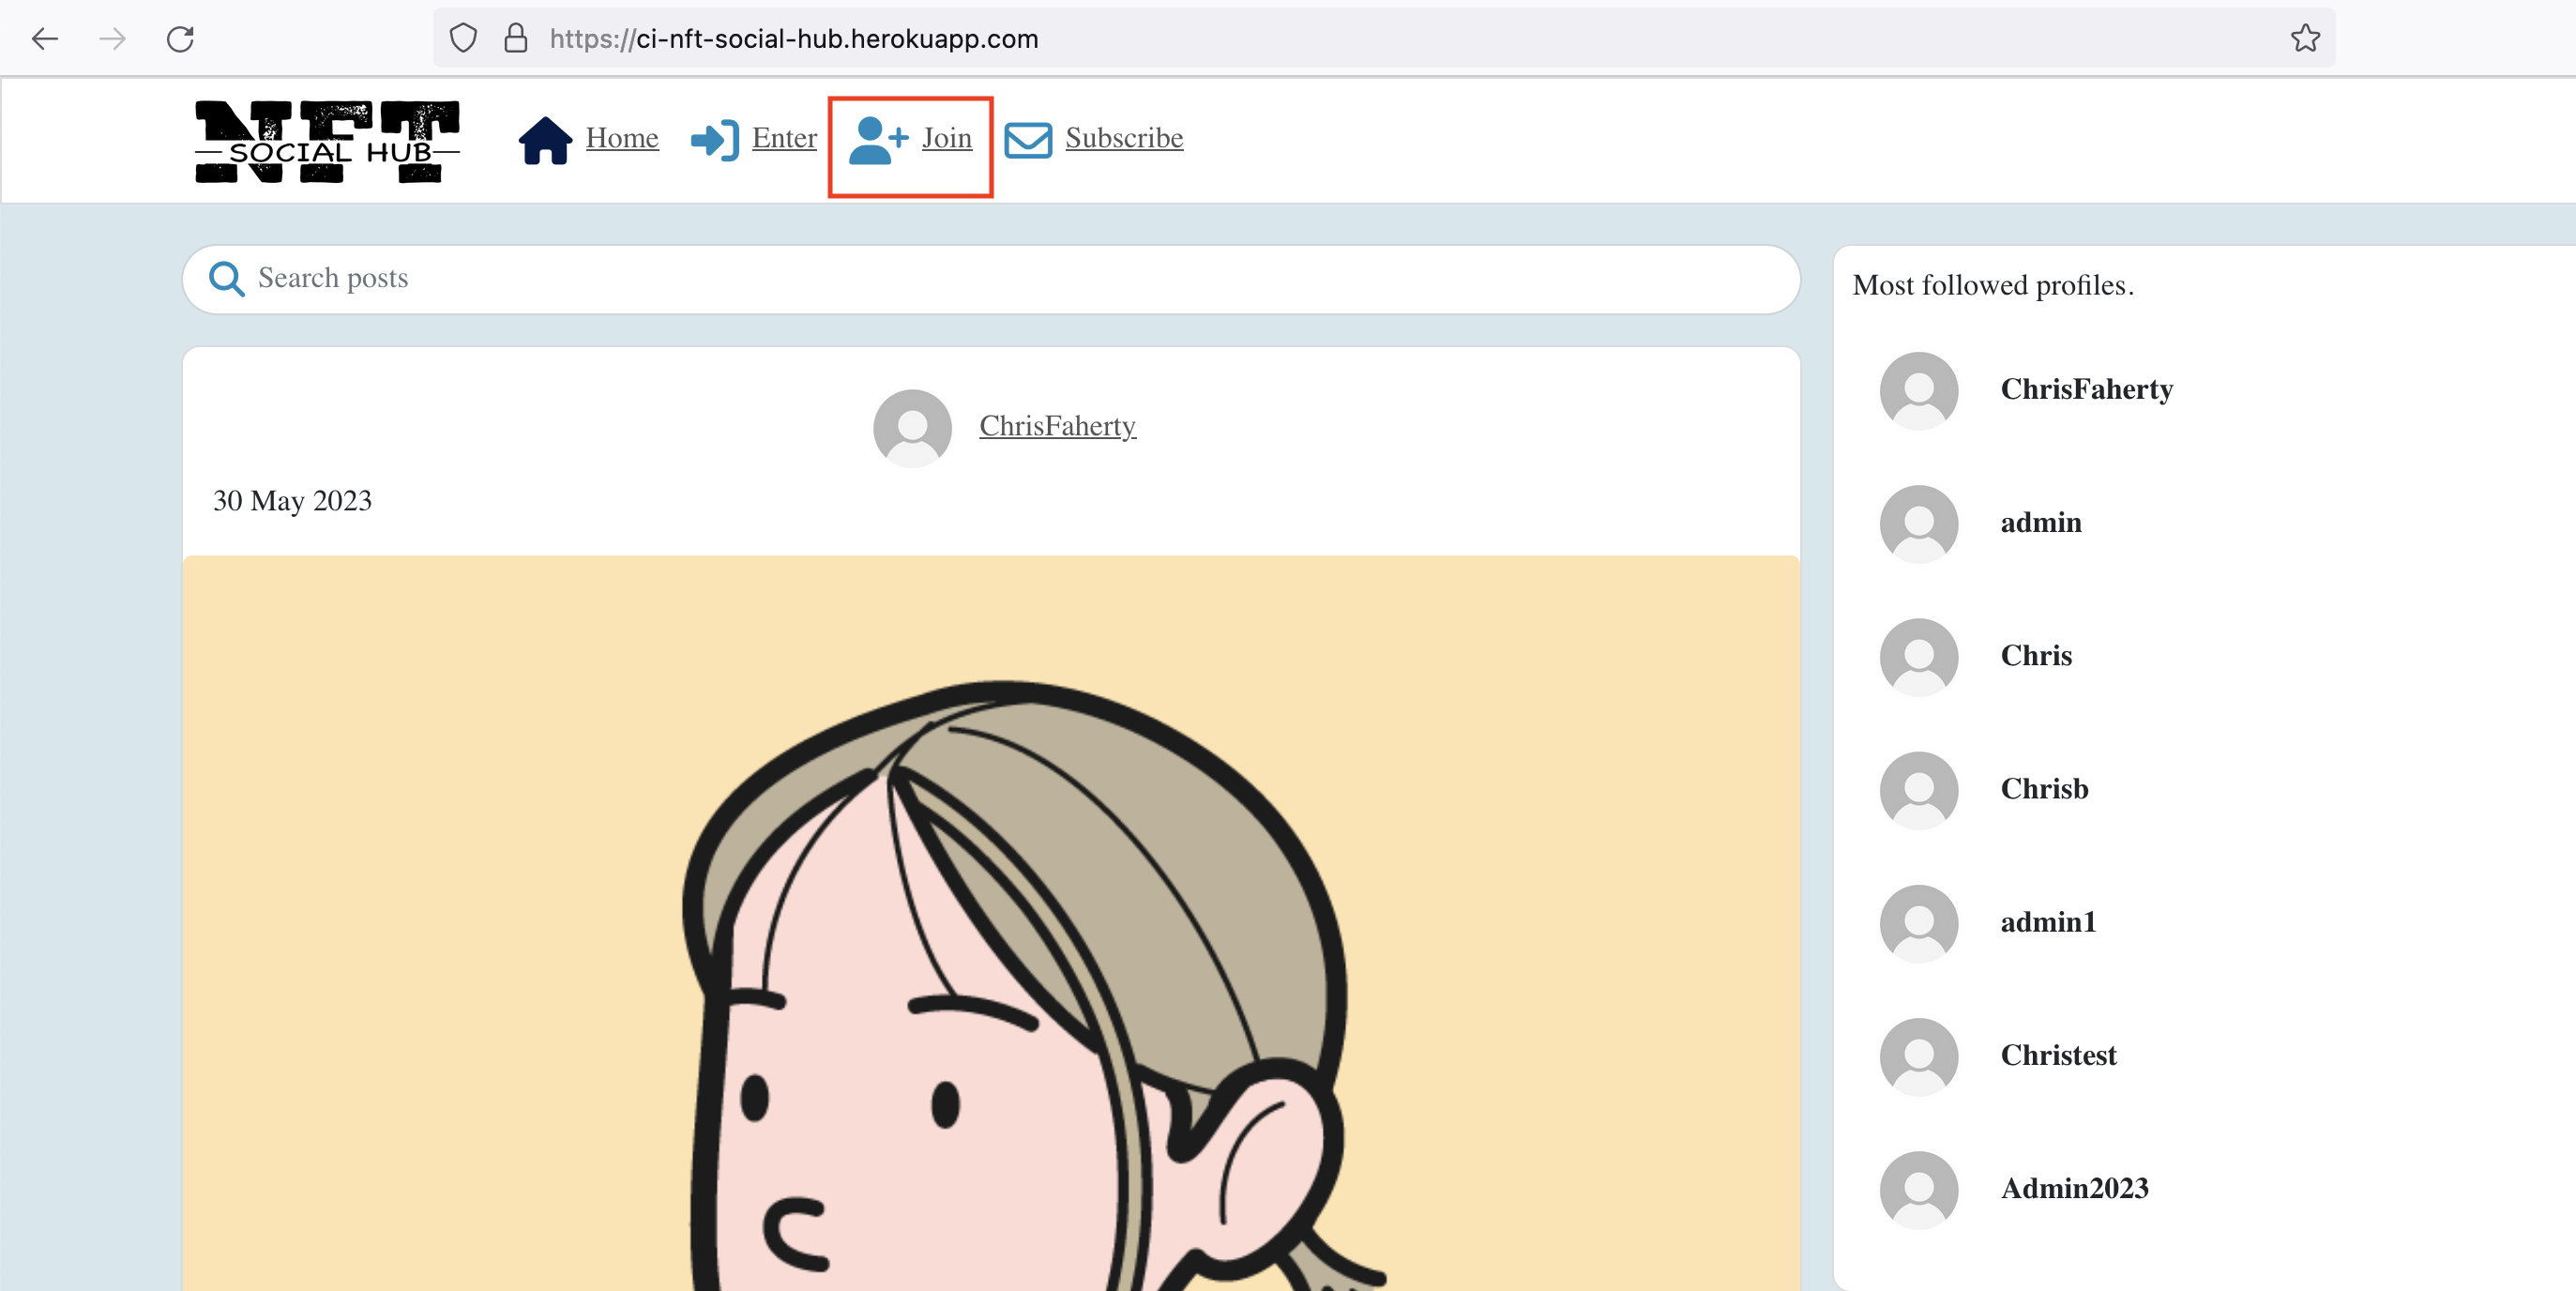 https://ci-nft-social-hub.herokuapp.com
NFT
SOCIAL HUB
Home Enter Join Subscribe
Search posts
ChrisFaherty
30 May 2023
Most followed profiles.
ChrisFaherty
admin
Chris
Chrisb
admin1
Christest
Admin2023